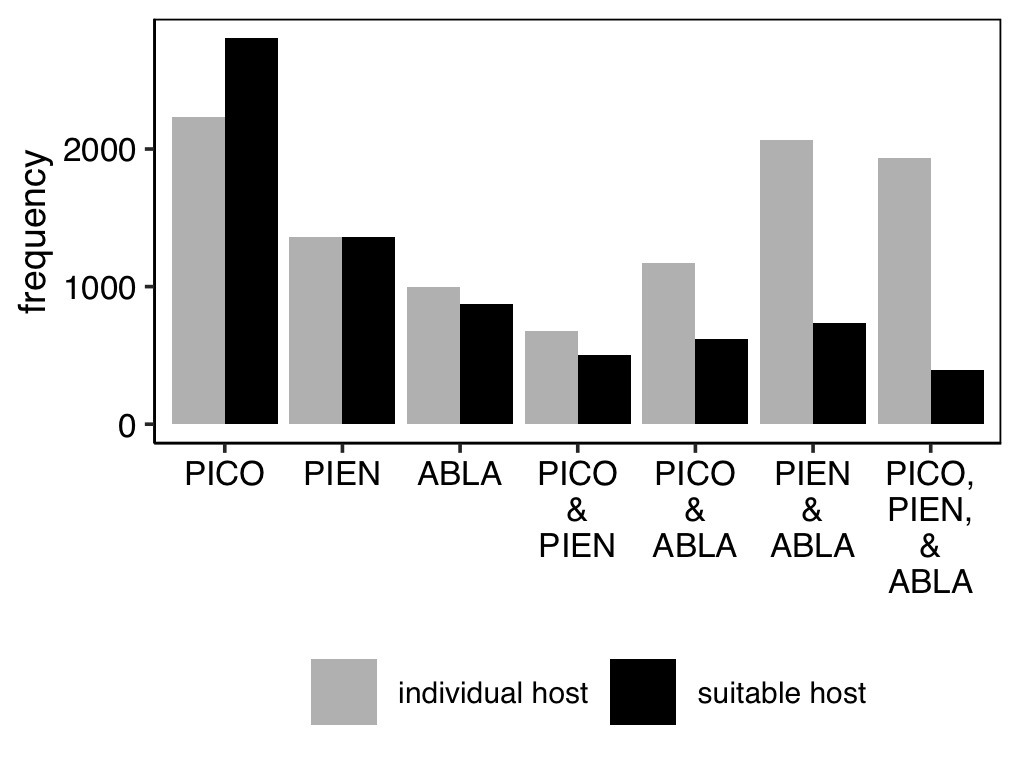 frequency
2000
1000
0
PICO
PIEN
ABLA
PICO
&
PIEN
PICO
&
ABLA
PIEN
&
ABLA
PICO,
PIEN,
&
ABLA
individual host
suitable host